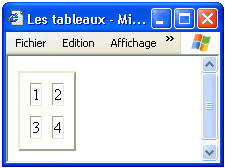 Les tableaux - Mi...
Fichier Edition Affichage »
1 2
3 4